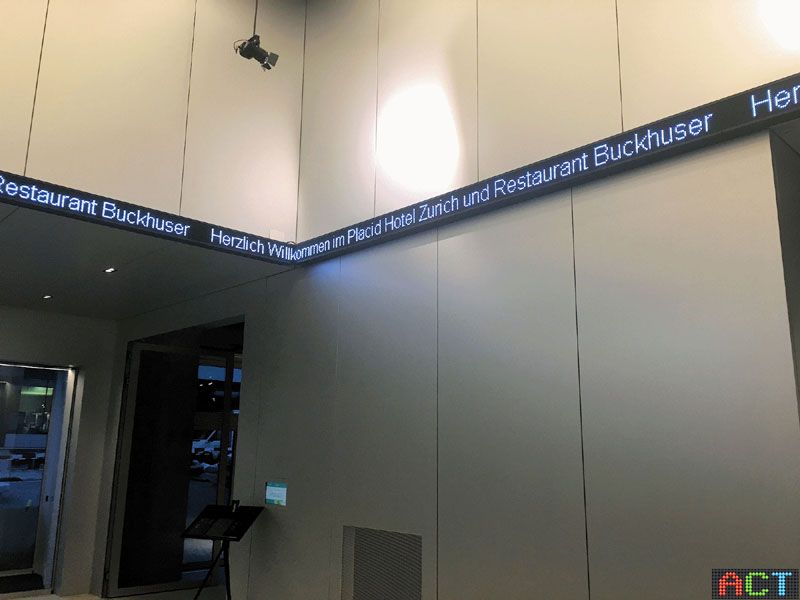 Restaurant Buckhuser Herzlich Willkommen im Placid Hotel Zurich und Restaurant Buckhuser Her
ACT